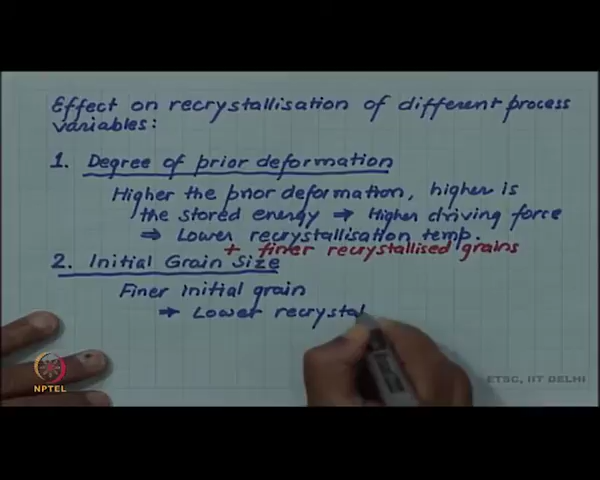 Effect on recrystallisation of different process
variables:
1. Degree of prior deformation
Higher the prior deformation, higher is
the stored energy ⇒ Higher driving force
⇒ Lower recrystallisation temp.
+ finer recrystallised grains
2. Initial Grain Size
Finer initial grain
→ Lower recrystal
NPTEL
ETSC, IIT DELHI